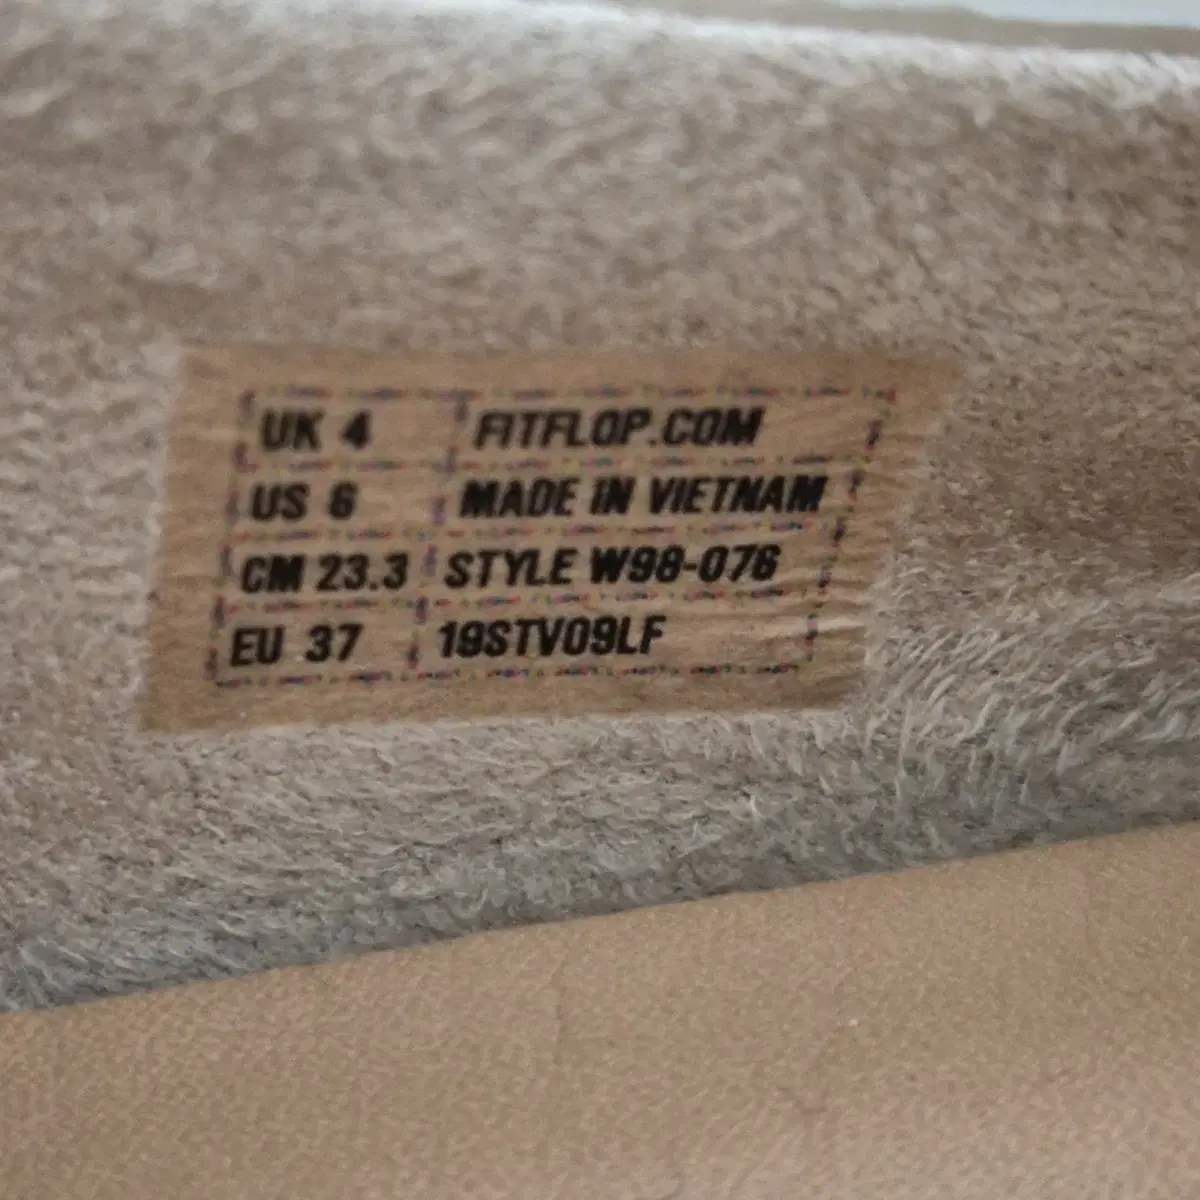 UK 4 FITFLOP.COM
US 6 MADE IN VIETNAM
CM 23.3 STYLE W98-076
EU 37 19STV09LF